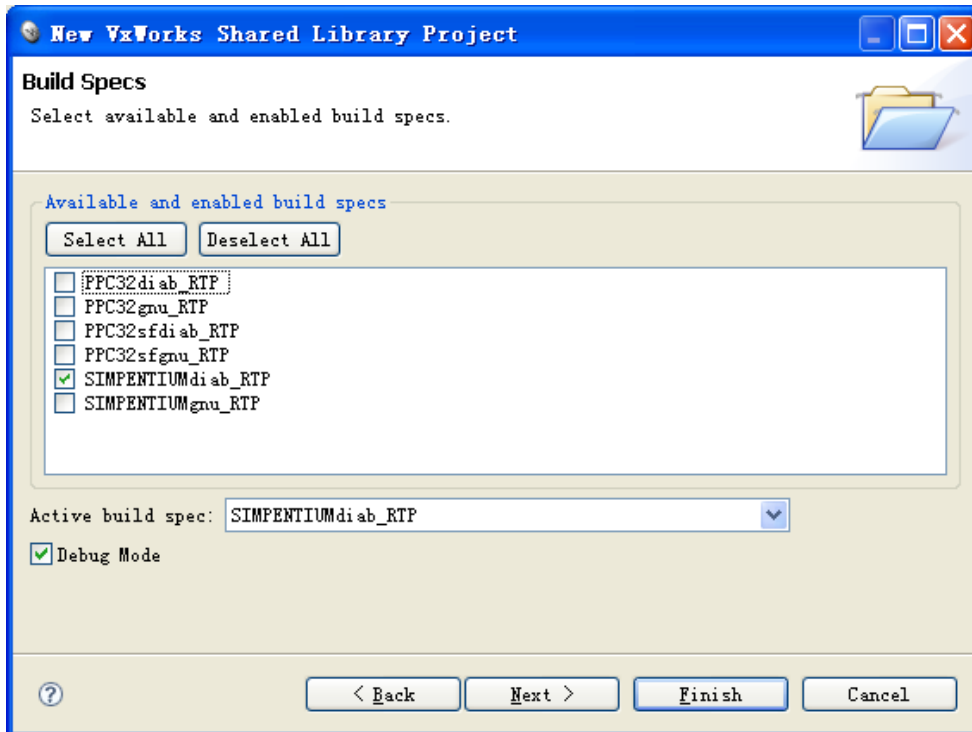 New VxWorks Shared Library Project
Build Specs
Select available and enabled build specs.
Available and enabled build specs
Select All Deselect All
PPC32diab_RTP
PPC32gnu_RTP
PPC32sfdiab_RTP
PPC32sfgnu_RTP
SIMPENTIUMdiab_RTP
SIMPENTIUMgnu_RTP
Active build spec: SIMPENTIUMdiab_RTP
Debug Mode
? < Back Next > Finish Cancel